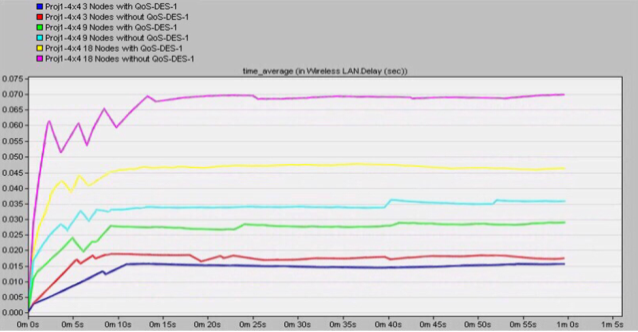 Proj1-4x4 3 Nodes with QoS-DES-1
Proj1-4x4 3 Nodes without QoS-DES-1
Proj1-4x4 9 Nodes with QoS-DES-1
Proj1-4x4 9 Nodes without QoS-DES-1
Proj1-4x4 18 Nodes with QoS-DES-1
Proj1-4x4 18 Nodes without QoS-DES-1
time_average (in Wireless LAN.Delay (sec))
0.075
0.070
0.065
0.060
0.055
0.050
0.045
0.040
0.035
0.030
0.025
0.020
0.015
0.010
0.005
0.000
0m 0s 0m 5s 0m 10s 0m 15s 0m 20s 0m 25s 0m 30s 0m 35s 0m 40s 0m 45s 0m 50s 0m 55s 1m 0s 1m 5s